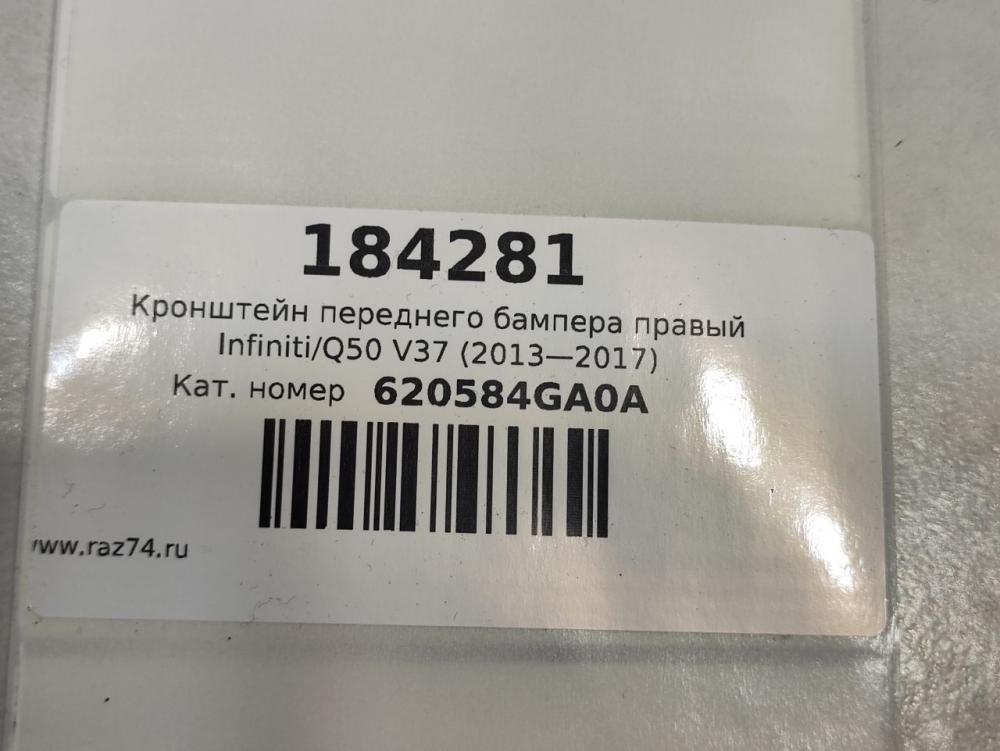 184281
Кронштейн переднего бампера правый
Infiniti/Q50 V37 (2013—2017)
Кат. номер 620584GA0A
www.raz74.ru